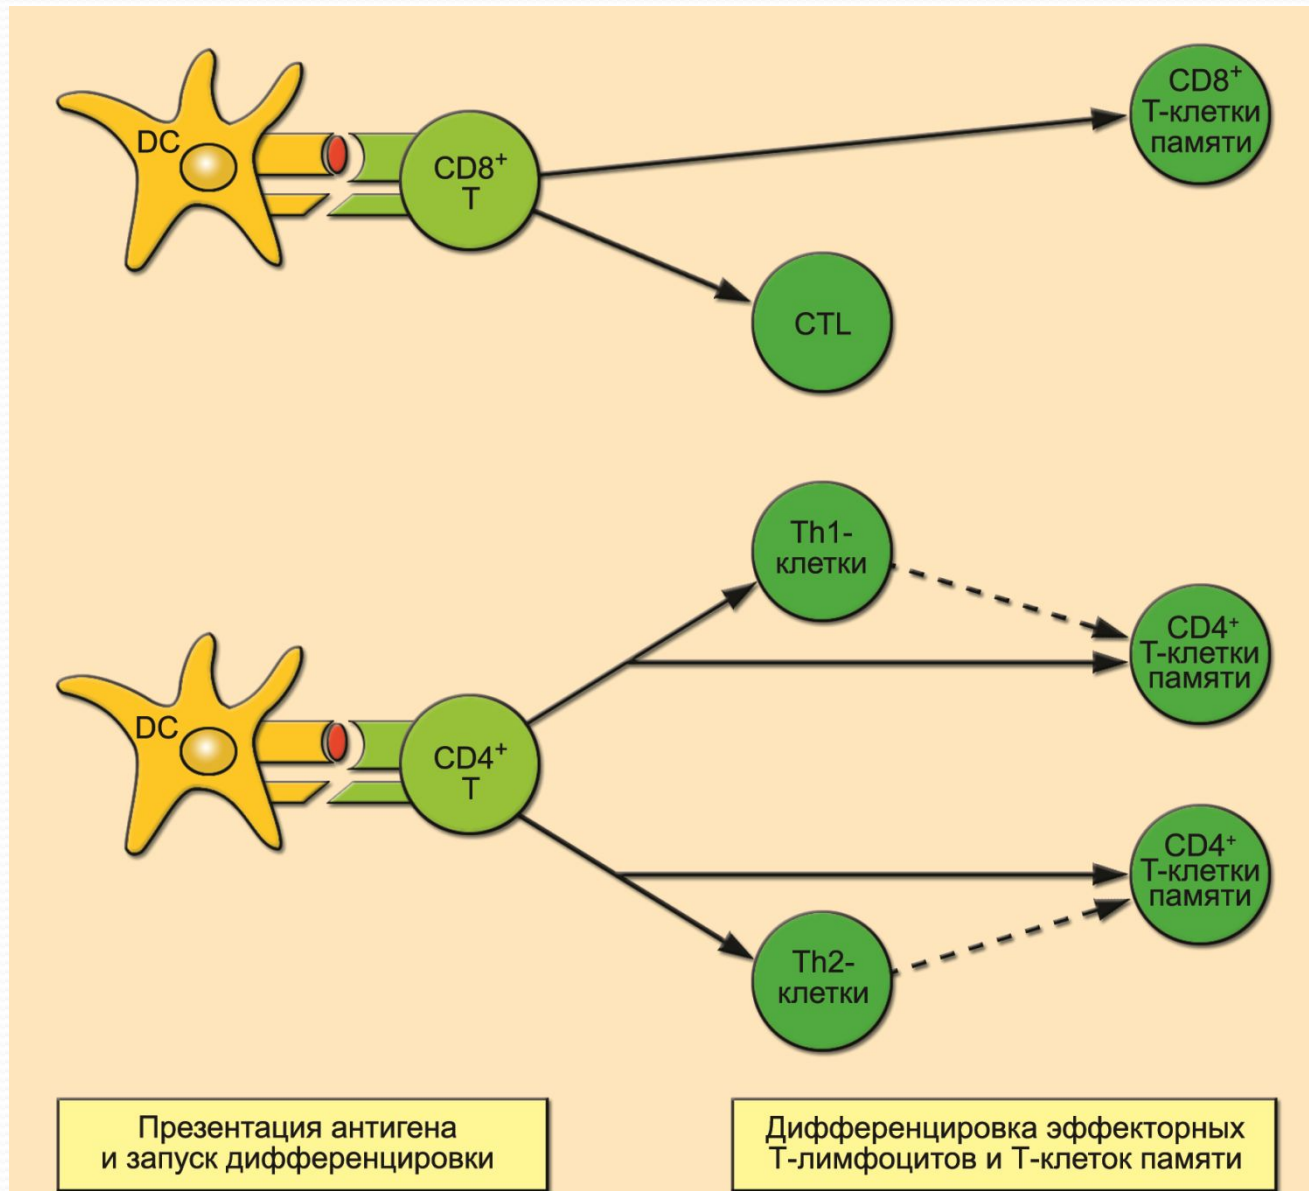 DC
CD8⁺
T
CD8⁺
Т-клетки
памяти
CTL
DC
CD4⁺
T
Th1-
клетки
CD4⁺
Т-клетки
памяти
CD4⁺
Т-клетки
памяти
Th2-
клетки
Презентация антигена
и запуск дифференцировки
Дифференцировка эффекторных
Т-лимфоцитов и Т-клеток памяти